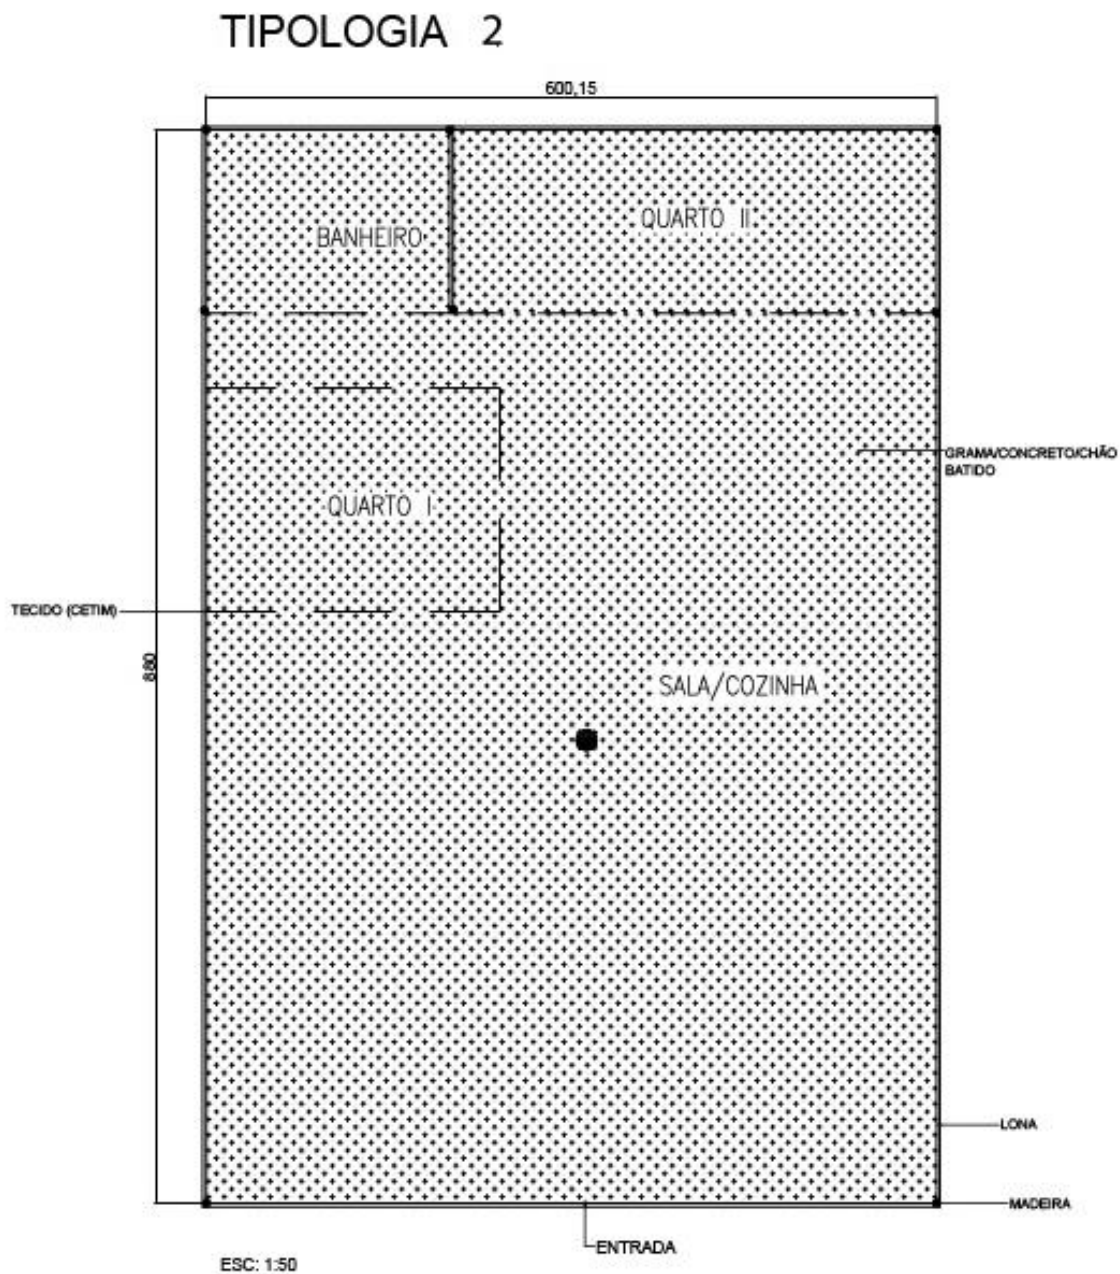 TIPOLOGIA 2
600,15
BANHEIRO
QUARTO II
GRAMA/CONCRETO/CHÃO
BATIDO
QUARTO I
TECIDO (CETIM)
880
SALA/COZINHA
LONA
MADEIRA
ENTRADA
ESC: 1:50